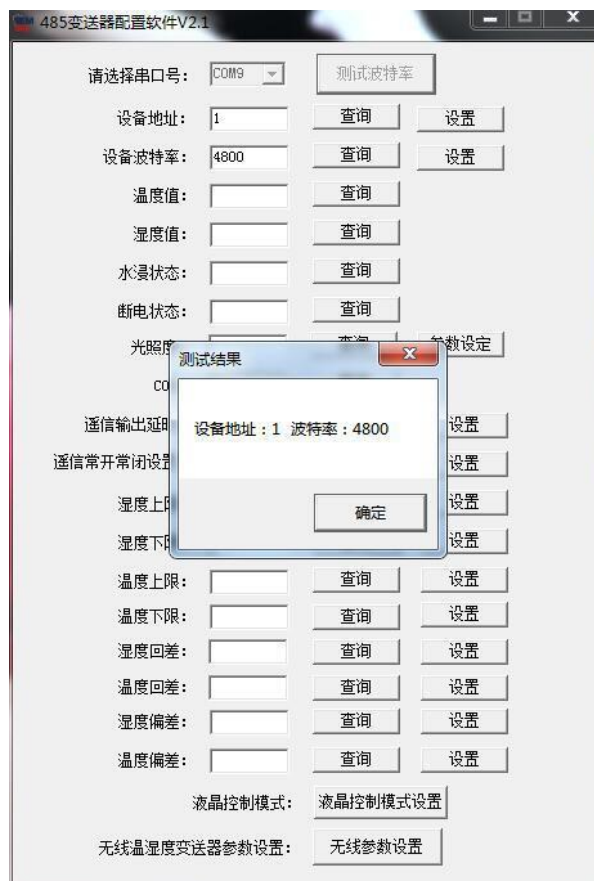 485变送器配置软件V2.1
请选择串口号： COM9 测试波特率
设备地址： 1 查询 设置
设备波特率： 4800 查询 设置
温度值： 查询
湿度值： 查询
水浸状态： 查询
断电状态： 查询
光照度 查询 参数设定
测试结果
CO
设备地址：1 波特率：4800
遥信输出延时 设置
遥信常开常闭设置 设置
确定
湿度上限 设置
湿度下限 设置
温度上限： 查询 设置
温度下限： 查询 设置
湿度回差： 查询 设置
温度回差： 查询 设置
湿度偏差： 查询 设置
温度偏差： 查询 设置
液晶控制模式： 液晶控制模式设置
无线温湿度变送器参数设置： 无线参数设置